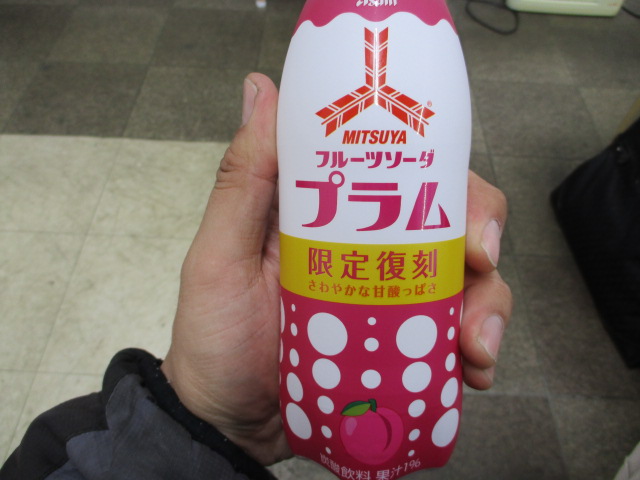 Asahi
MITSUYA
フルーツソーダ
プラム
限定復刻
さわやかな甘酸っぱさ
炭酸飲料 果汁1%